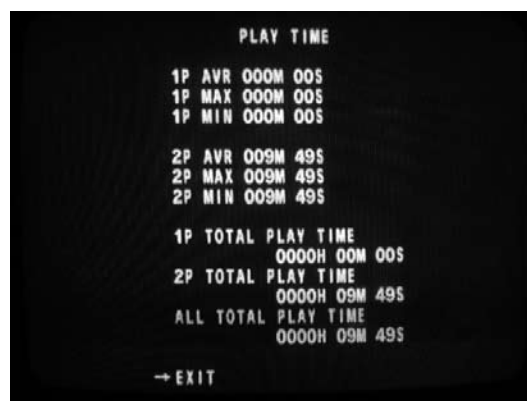 PLAY TIME
1P AVR 000M 00S
1P MAX 000M 00S
1P MIN 000M 00S
2P AVR 009M 49S
2P MAX 009M 49S
2P MIN 009M 49S
1P TOTAL PLAY TIME
0000H 00M 00S
2P TOTAL PLAY TIME
0000H 09M 49S
ALL TOTAL PLAY TIME
0000H 09M 49S
→EXIT